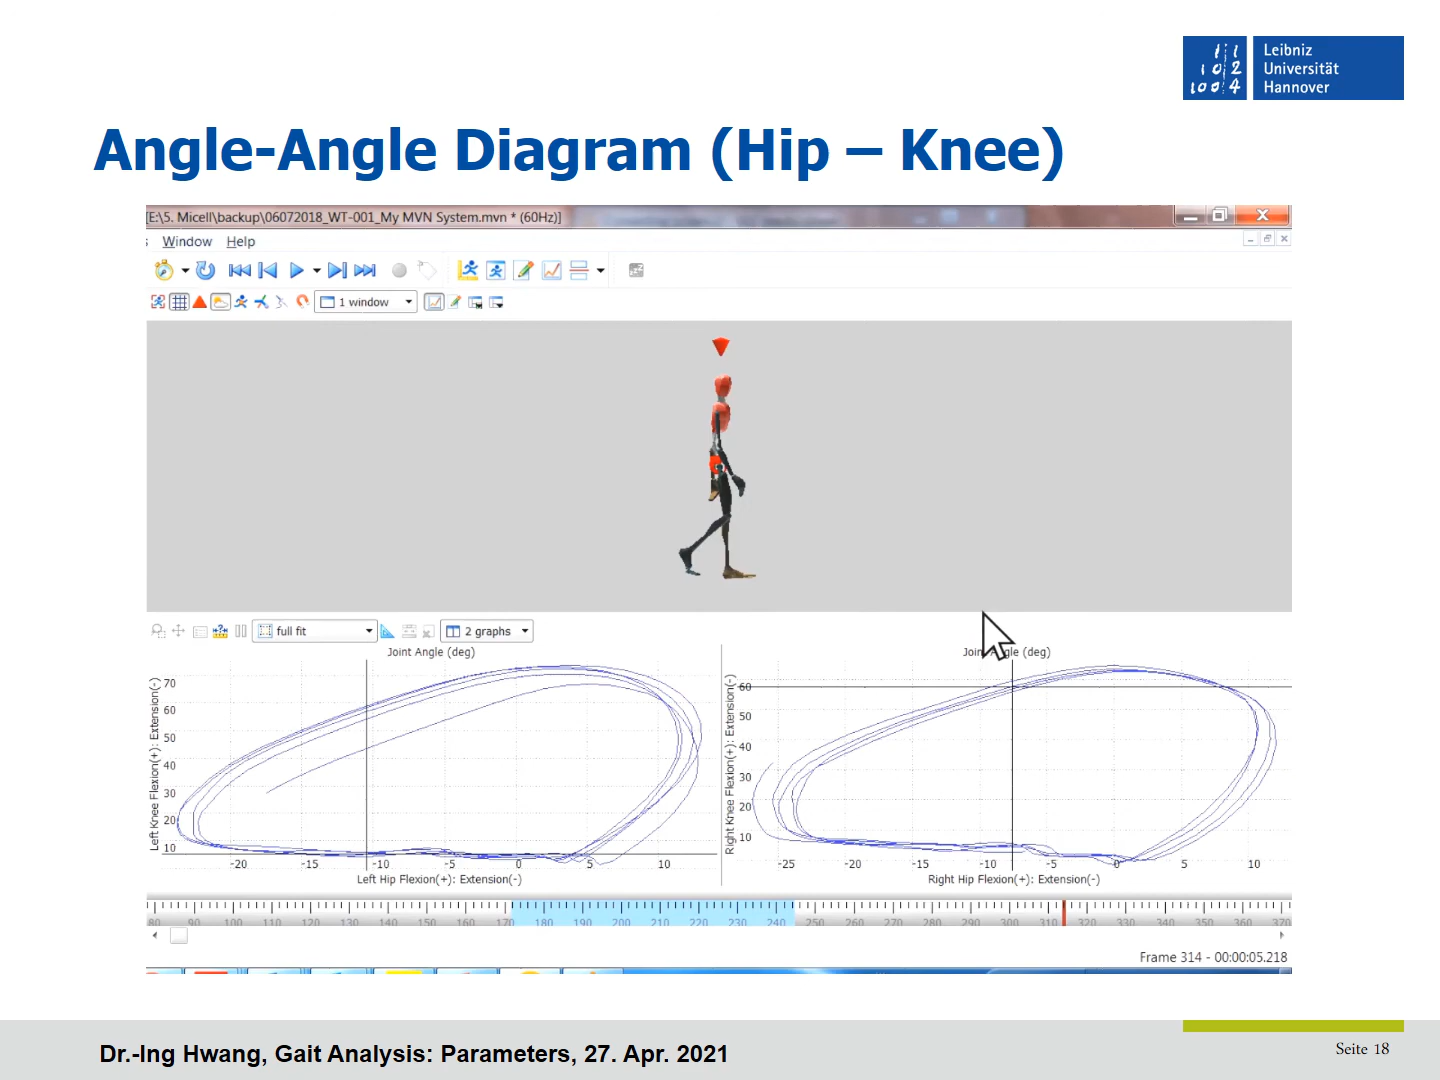 Leibniz
Universität
Hannover
Angle-Angle Diagram (Hip – Knee)
[E:\5. Micell\backup\06072018_WT-001_My MVN System.mvn * (60Hz)]
s Window Help
1 window
full fit
2 graphs
Joint Angle (deg)
Left Knee Flexion(+): Extension(-)
70
60
50
40
30
20
10
-20 -15 -10 -5 0 5 10
Left Hip Flexion(+): Extension(-)
Joint Angle (deg)
Right Knee Flexion(+): Extension(-)
60
50
40
30
20
10
-25 -20 -15 -10 -5 0 5 10
Right Hip Flexion(+): Extension(-)
80 90 100 110 120 130 140 150 160 170 180 190 200 210 220 230 240 250 260 270 280 290 300 310 320 330 340 350 360 370
Frame 314 - 00:00:05.218
Dr.-Ing Hwang, Gait Analysis: Parameters, 27. Apr. 2021
Seite 18